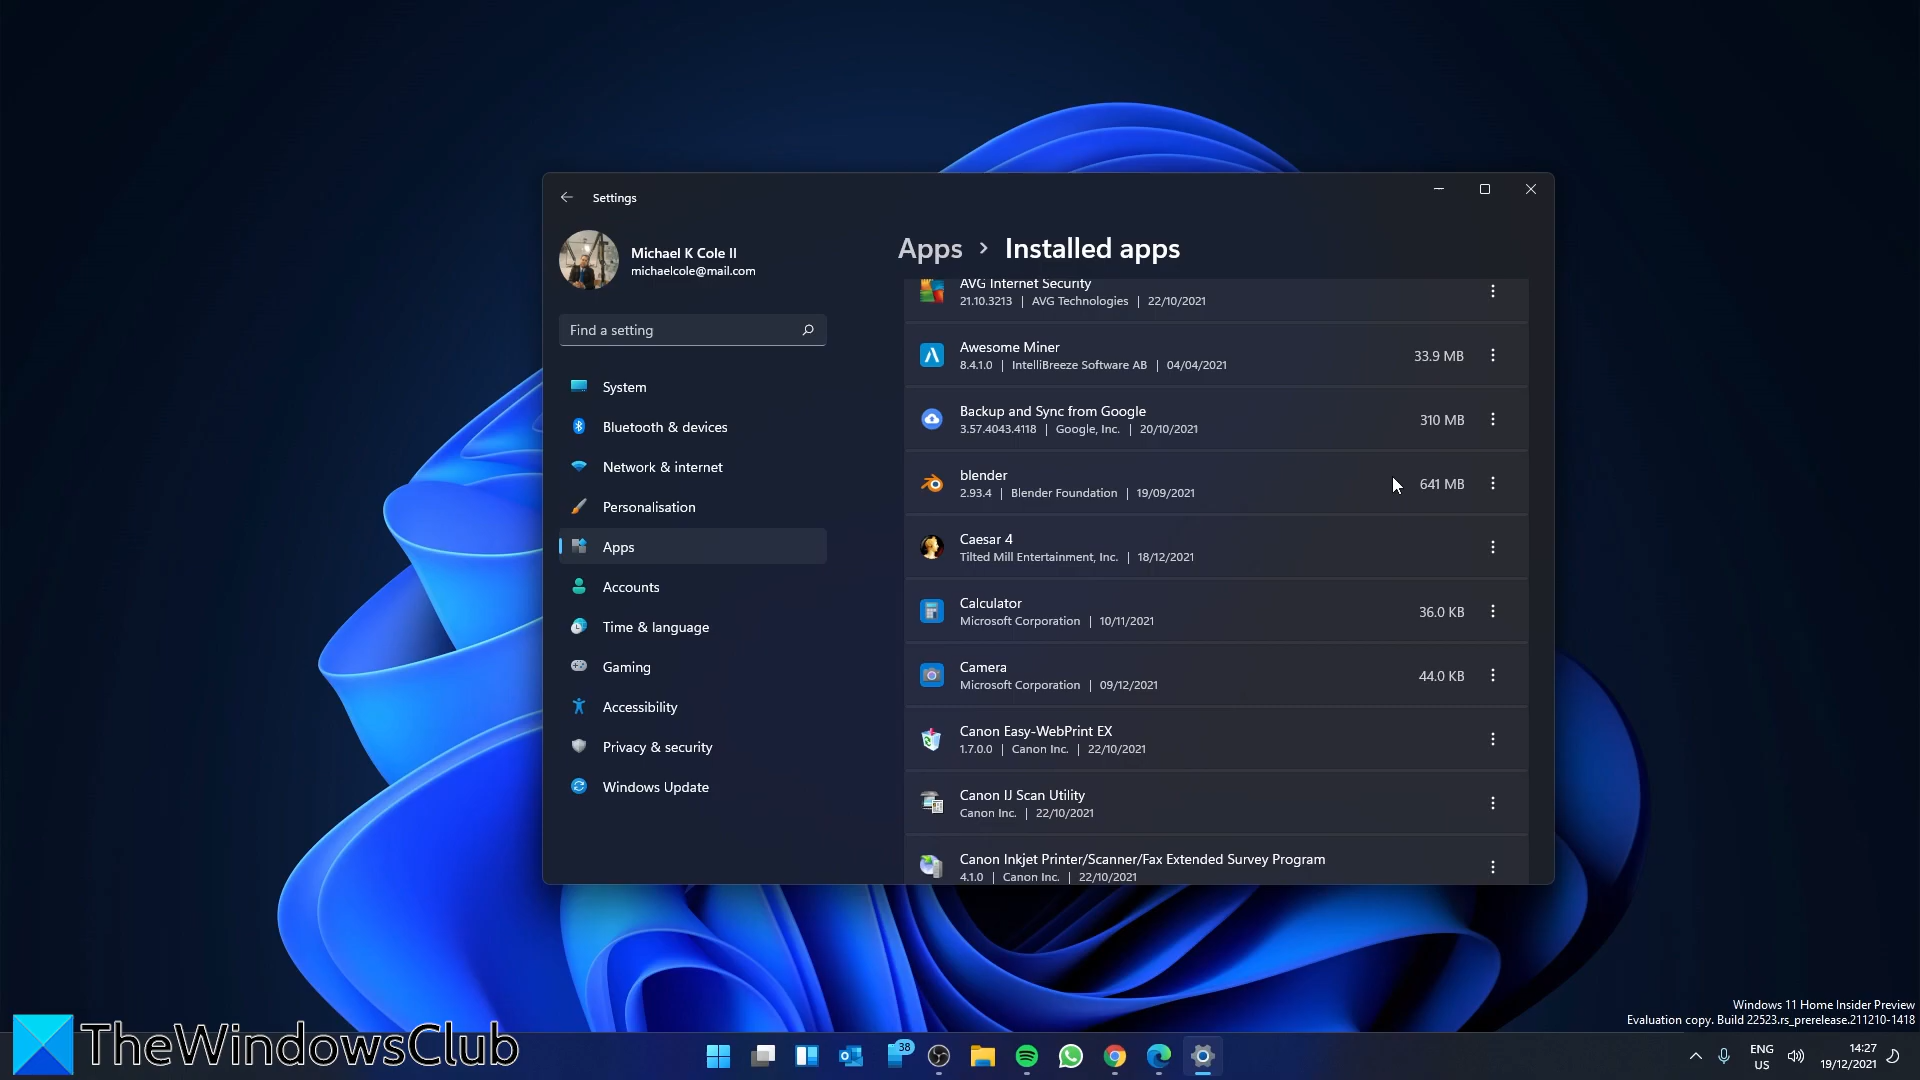 Settings
Michael K Cole II
michaelcole@mail.com
Find a setting
System
Bluetooth & devices
Network & internet
Personalisation
Apps
Accounts
Time & language
Gaming
Accessibility
Privacy & security
Windows Update
Apps > Installed apps
AVG Internet Security
21.10.3213 | AVG Technologies | 22/10/2021
Awesome Miner
8.4.1.0 | IntelliBreeze Software AB | 04/04/2021
33.9 MB
Backup and Sync from Google
3.57.4043.4118 | Google, Inc. | 20/10/2021
310 MB
blender
2.93.4 | Blender Foundation | 19/09/2021
641 MB
Caesar 4
Tilted Mill Entertainment, Inc. | 18/12/2021
Calculator
Microsoft Corporation | 10/11/2021
36.0 KB
Camera
Microsoft Corporation | 09/12/2021
44.0 KB
Canon Easy-WebPrint EX
1.7.0.0 | Canon Inc. | 22/10/2021
Canon IJ Scan Utility
Canon Inc. | 22/10/2021
Canon Inkjet Printer/Scanner/Fax Extended Survey Program
4.1.0 | Canon Inc. | 22/10/2021
Windows 11 Home Insider Preview
Evaluation copy. Build 22523.rs_prerelease.211210-1418
TheWindowsClub
38
ENG
US
14:27
19/12/2021